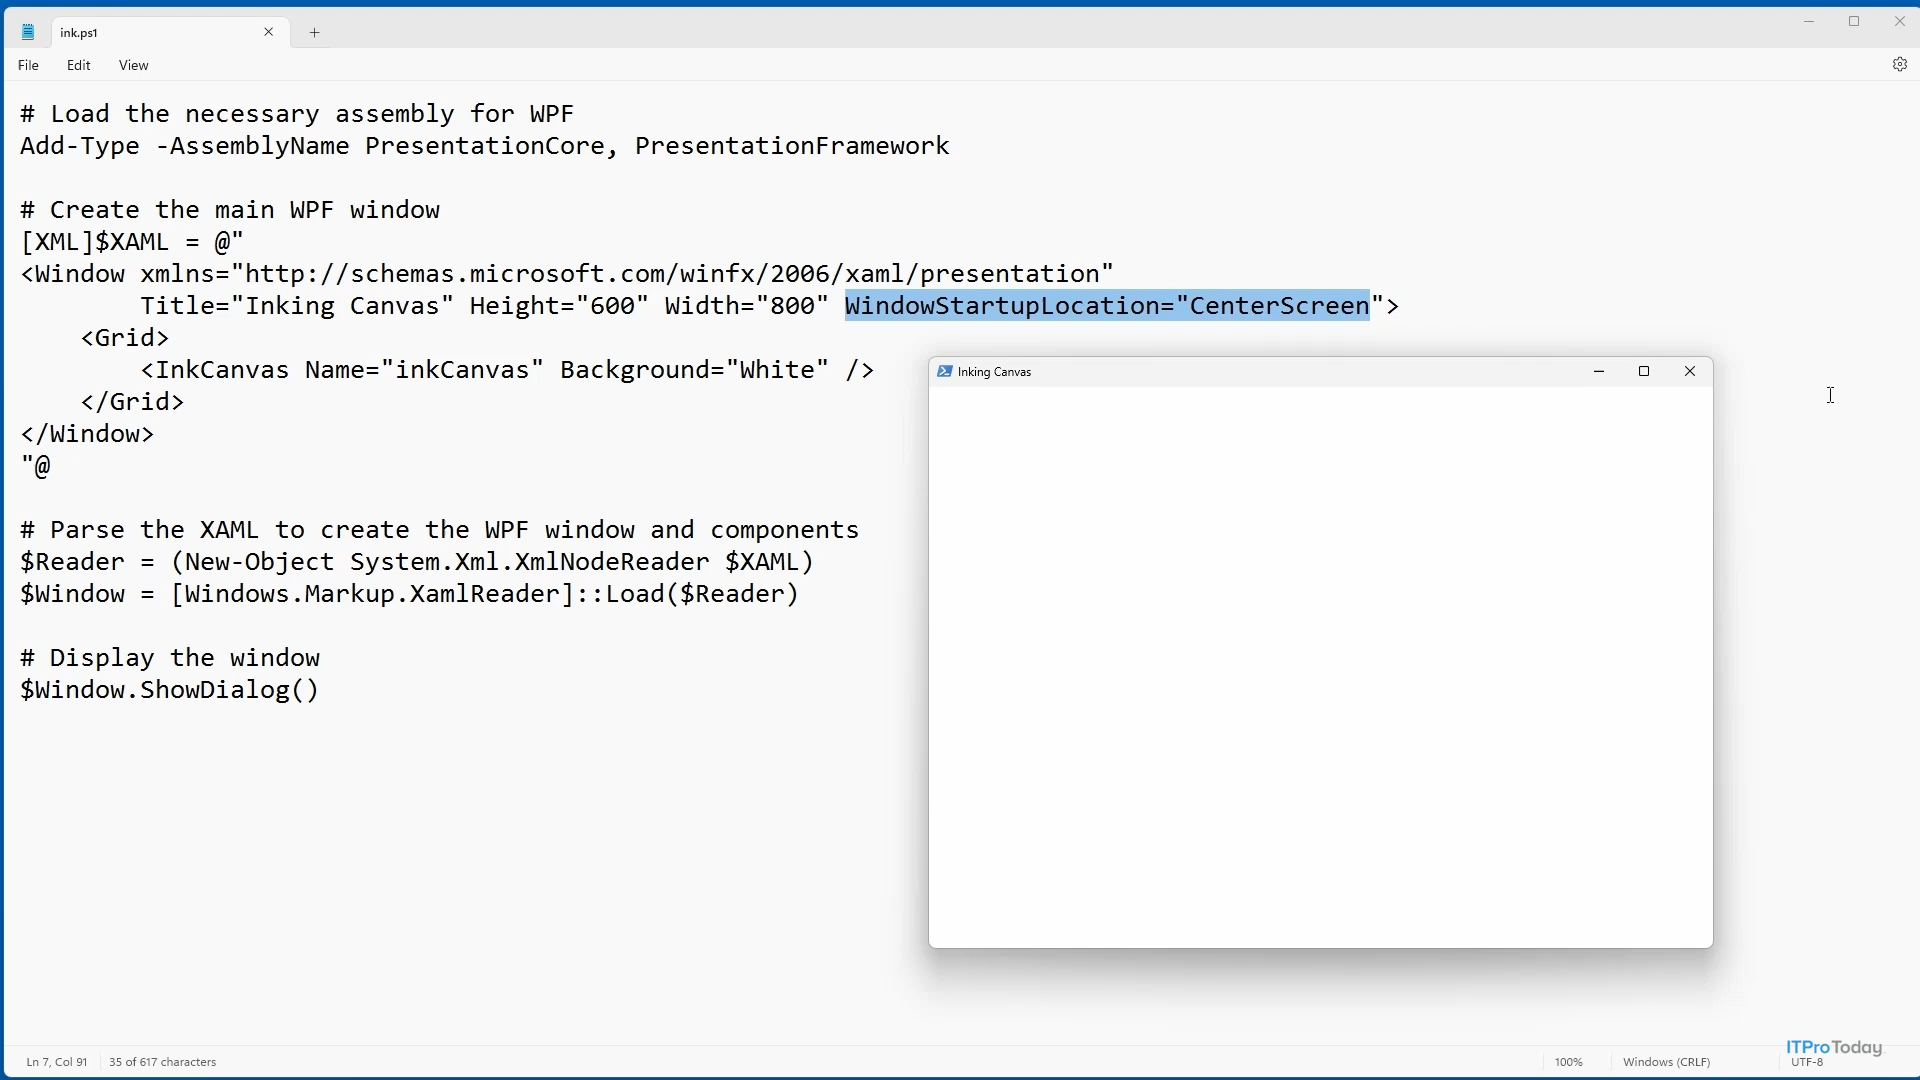 ink.ps1
File Edit View
# Load the necessary assembly for WPF
Add-Type -AssemblyName PresentationCore, PresentationFramework
# Create the main WPF window
[XML]$XAML = @"
<Window xmlns="http://schemas.microsoft.com/winfx/2006/xaml/presentation"
        Title="Inking Canvas" Height="600" Width="800" WindowStartupLocation="CenterScreen">
    <Grid>
        <InkCanvas Name="inkCanvas" Background="White" />
    </Grid>
</Window>
"@
# Parse the XAML to create the WPF window and components
$Reader = (New-Object System.Xml.XmlNodeReader $XAML)
$Window = [Windows.Markup.XamlReader]::Load($Reader)
# Display the window
$Window.ShowDialog()
Inking Canvas
Ln 7, Col 91 35 of 617 characters 100% Windows (CRLF) UTF-8
ITProToday